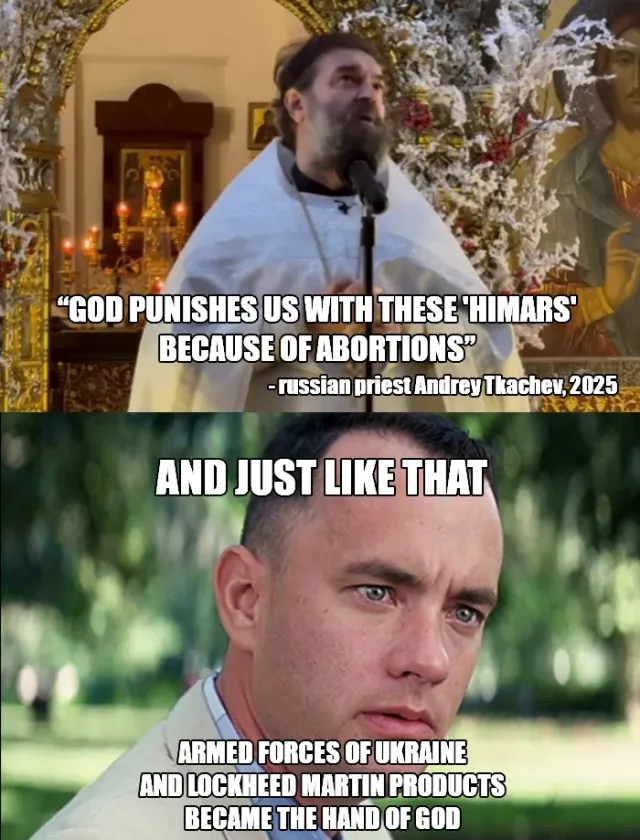 “GOD PUNISHES US WITH THESE 'HIMARS'
BECAUSE OF ABORTIONS”
- russian priest Andrey Tkachev, 2025
AND JUST LIKE THAT
ARMED FORCES OF UKRAINE
AND LOCKHEED MARTIN PRODUCTS
BECAME THE HAND OF GOD